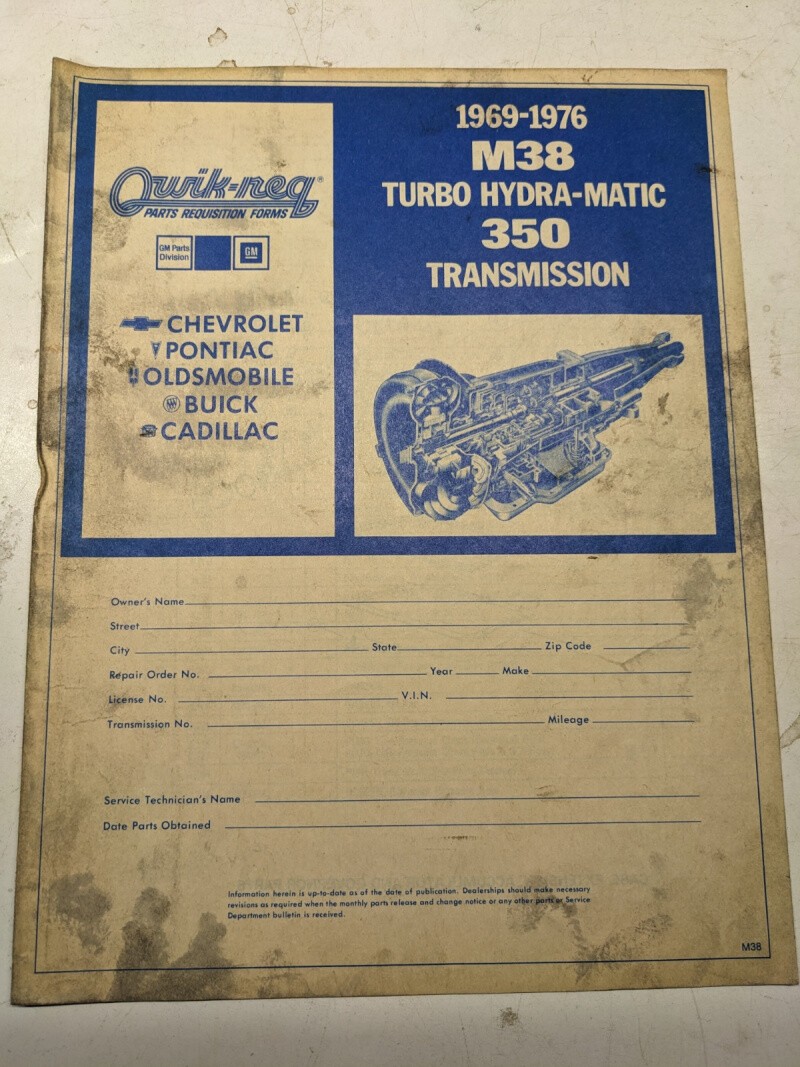 Qwik-req®
PARTS REQUISITION FORMS
GM Parts
Division
GM
CHEVROLET
PONTIAC
OLDSMOBILE
BUICK
CADILLAC
1969-1976
M38
TURBO HYDRA-MATIC
350
TRANSMISSION
Owner's Name
Street
City State Zip Code
Repair Order No. Year Make
License No. V.I.N.
Transmission No. Mileage
Service Technician's Name
Date Parts Obtained
Information herein is up-to-date as of the date of publication. Dealerships should make necessary
revisions as required when the monthly parts release and change notice or any other parts or Service
Department bulletin is received.
M38